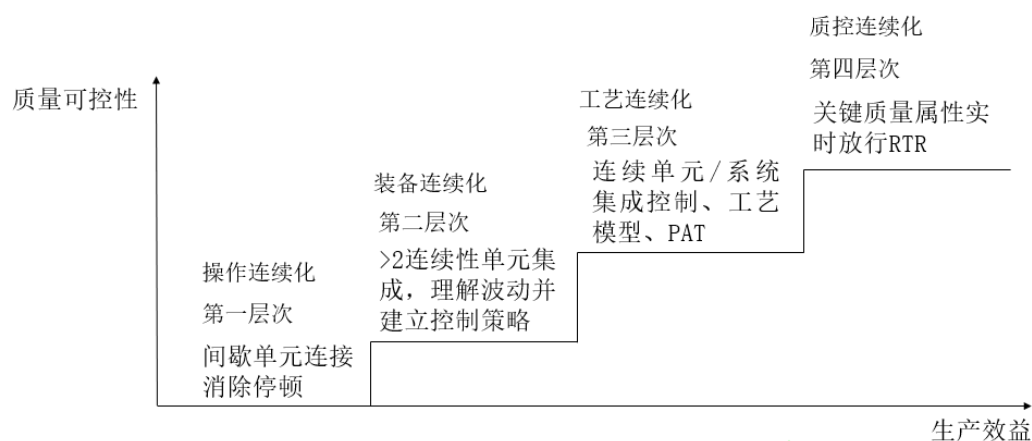 质控连续化
第四层次
关键质量属性实
时放行RTR
质量可控性
工艺连续化
第三层次
连续单元/系统
集成控制、工艺
模型、PAT
装备连续化
第二层次
>2连续性单元集
成，理解波动并
建立控制策略
操作连续化
第一层次
间歇单元连接
消除停顿
生产效益